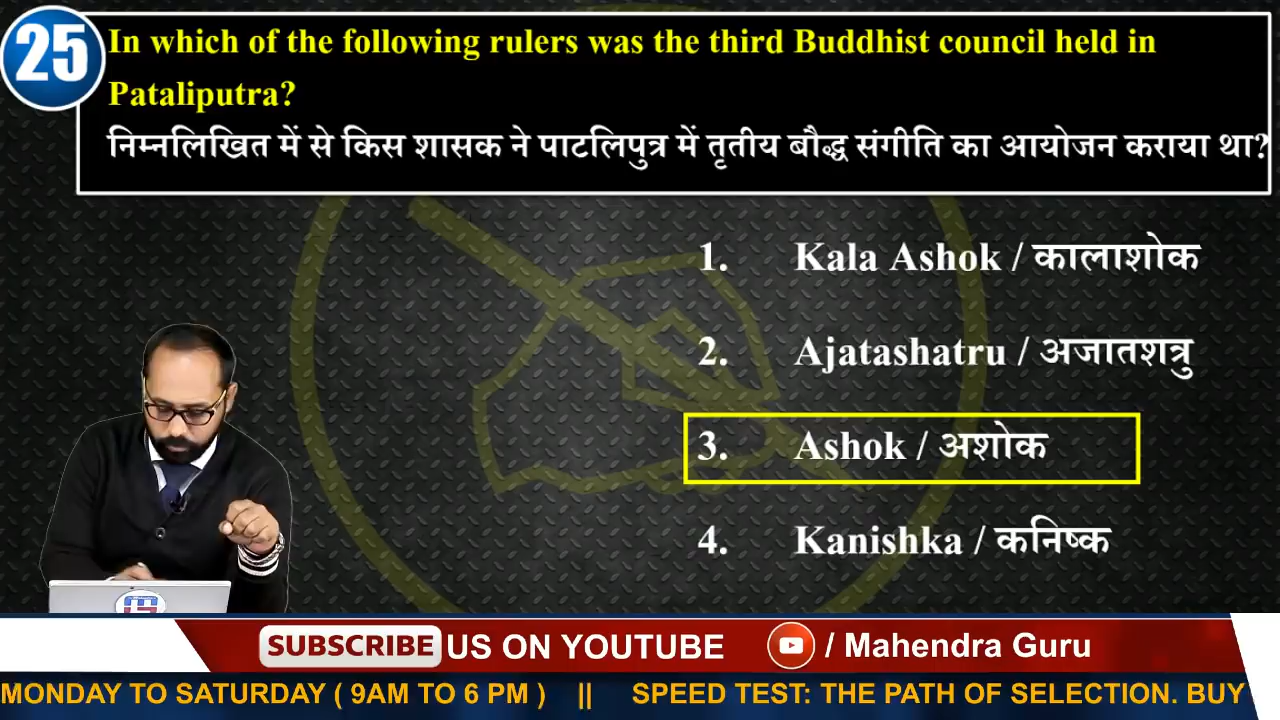 25
In which of the following rulers was the third Buddhist council held in
Pataliputra?
निम्नलिखित में से किस शासक ने पाटलिपुत्र में तृतीय बौद्ध संगीति का आयोजन कराया था?
1. Kala Ashok / कालाशोक
2. Ajatashatru / अजातशत्रु
3. Ashok / अशोक
4. Kanishka / कनिष्क
SUBSCRIBE US ON YOUTUBE / Mahendra Guru
MONDAY TO SATURDAY ( 9AM TO 6 PM ) || SPEED TEST: THE PATH OF SELECTION. BUY